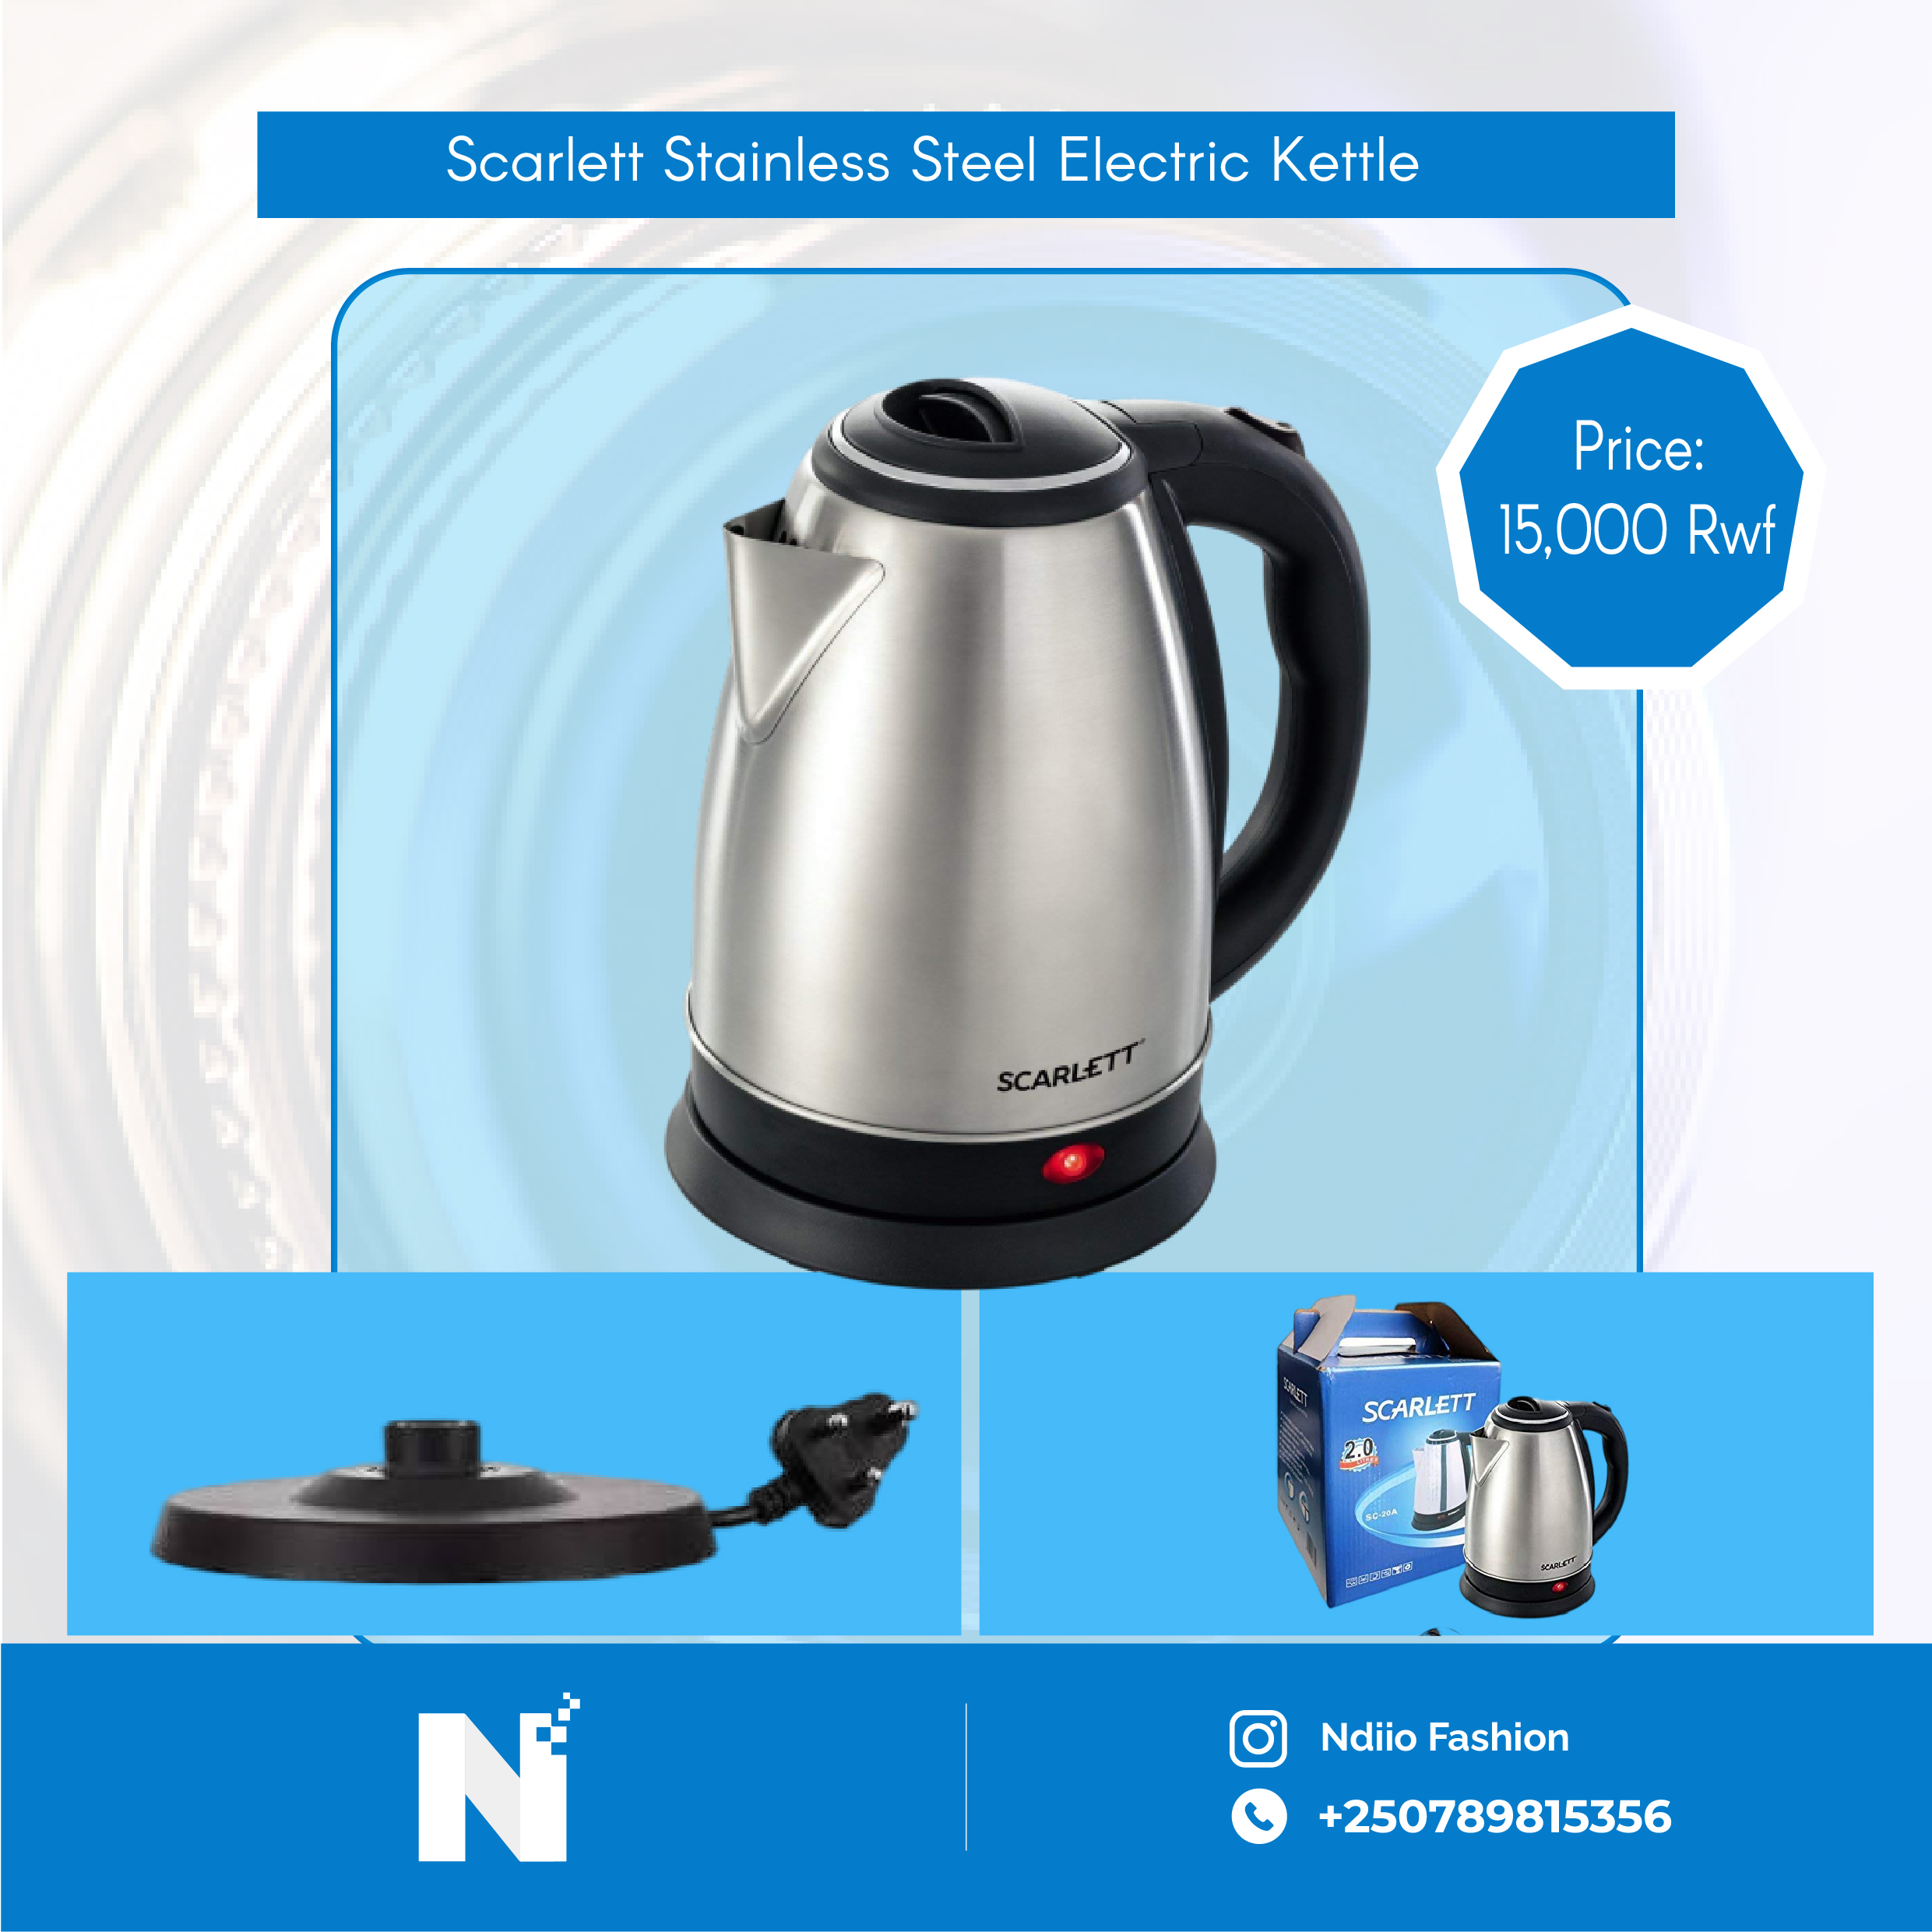 Scarlett Stainless Steel Electric Kettle
Price:
15,000 Rwf
SCARLETT
SCARLETT
SCARLETT
2.0
SC-20A
SCARLETT
N
Ndiio Fashion
+250789815356